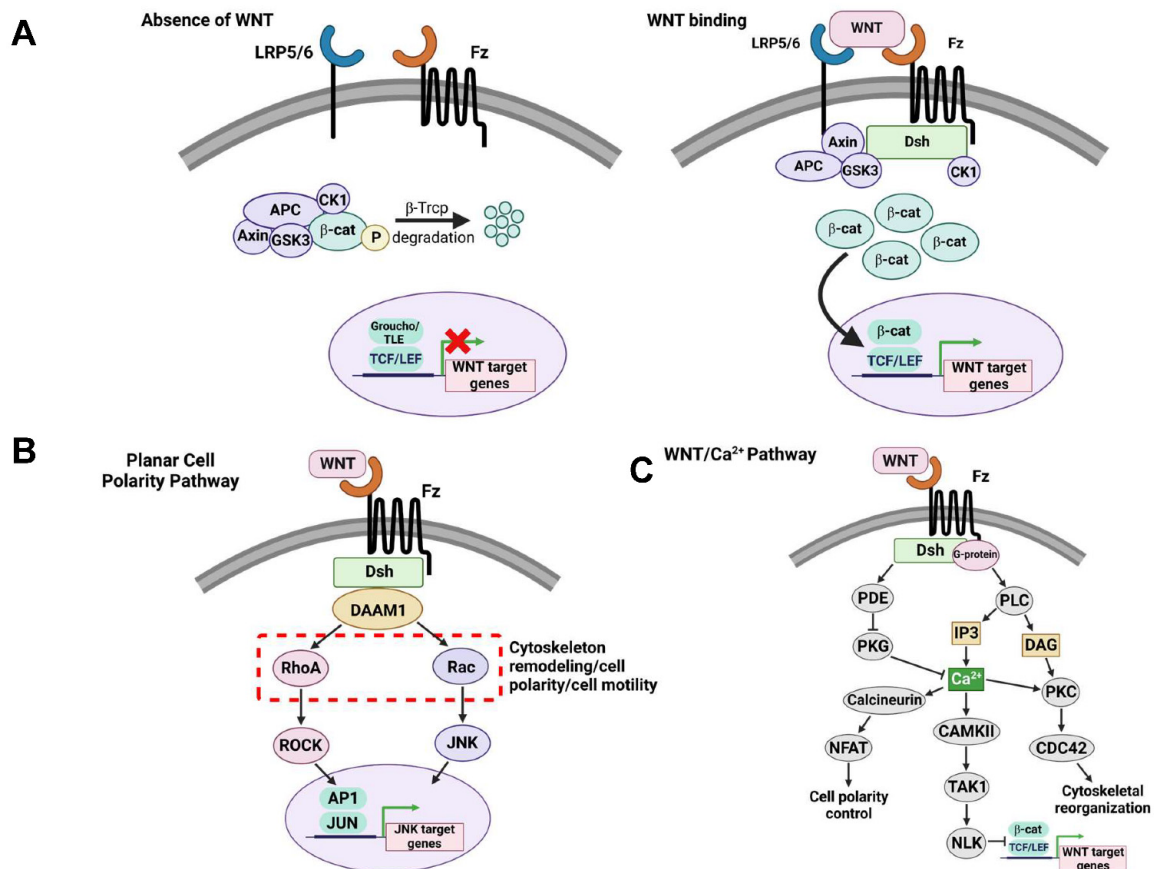 A
Absence of WNT
LRP5/6
Fz
APC
CK1
Axin
GSK3
β-cat
P
β-Trcp
degradation
Groucho/
TLE
TCF/LEF
WNT target
genes
WNT binding
LRP5/6
WNT
Fz
Axin
Dsh
APC
GSK3
CK1
β-cat
β-cat
β-cat
β-cat
β-cat
TCF/LEF
WNT target
genes
B
Planar Cell
Polarity Pathway
WNT
Fz
Dsh
DAAM1
RhoA
Rac
Cytoskeleton
remodeling/cell
polarity/cell motility
ROCK
JNK
AP1
JUN
JNK target
genes
C
WNT/Ca²⁺ Pathway
WNT
Fz
Dsh
G-protein
PDE
PLC
PKG
IP3
DAG
Ca²⁺
PKC
Calcineurin
CAMKII
NFAT
CDC42
Cell polarity
control
TAK1
Cytoskeletal
reorganization
NLK
β-cat
TCF/LEF
WNT target
genes